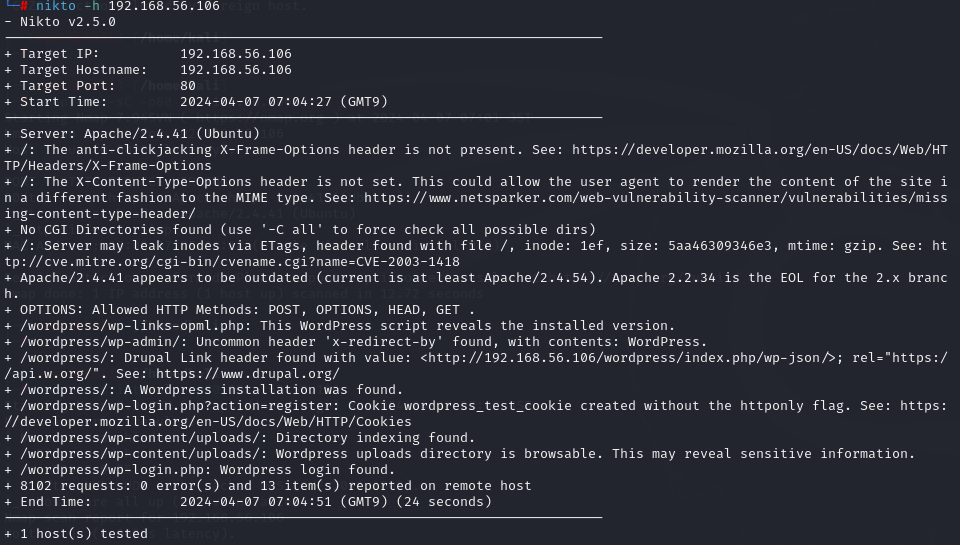 └─# nikto -h 192.168.56.106
- Nikto v2.5.0
---------------------------------------------------------------------------
+ Target IP:          192.168.56.106
+ Target Hostname:    192.168.56.106
+ Target Port:        80
+ Start Time:         2024-04-07 07:04:27 (GMT9)
---------------------------------------------------------------------------
+ Server: Apache/2.4.41 (Ubuntu)
+ /: The anti-clickjacking X-Frame-Options header is not present. See: https://developer.mozilla.org/en-US/docs/Web/HT
TP/Headers/X-Frame-Options
+ /: The X-Content-Type-Options header is not set. This could allow the user agent to render the content of the site i
n a different fashion to the MIME type. See: https://www.netsparker.com/web-vulnerability-scanner/vulnerabilities/miss
ing-content-type-header/
+ No CGI Directories found (use '-C all' to force check all possible dirs)
+ /: Server may leak inodes via ETags, header found with file /, inode: 1ef, size: 5aa46309346e3, mtime: gzip. See: ht
tp://cve.mitre.org/cgi-bin/cvename.cgi?name=CVE-2003-1418
+ Apache/2.4.41 appears to be outdated (current is at least Apache/2.4.54). Apache 2.2.34 is the EOL for the 2.x branc
h.
+ OPTIONS: Allowed HTTP Methods: POST, OPTIONS, HEAD, GET .
+ /wordpress/wp-links-opml.php: This WordPress script reveals the installed version.
+ /wordpress/wp-admin/: Uncommon header 'x-redirect-by' found, with contents: WordPress.
+ /wordpress/: Drupal Link header found with value: <http://192.168.56.106/wordpress/index.php/wp-json/>; rel="https:/
/api.w.org/". See: https://www.drupal.org/
+ /wordpress/: A Wordpress installation was found.
+ /wordpress/wp-login.php?action=register: Cookie wordpress_test_cookie created without the httponly flag. See: https:
//developer.mozilla.org/en-US/docs/Web/HTTP/Cookies
+ /wordpress/wp-content/uploads/: Directory indexing found.
+ /wordpress/wp-content/uploads/: Wordpress uploads directory is browsable. This may reveal sensitive information.
+ /wordpress/wp-login.php: Wordpress login found.
+ 8102 requests: 0 error(s) and 13 item(s) reported on remote host
+ End Time:           2024-04-07 07:04:51 (GMT9) (24 seconds)
---------------------------------------------------------------------------
+ 1 host(s) tested